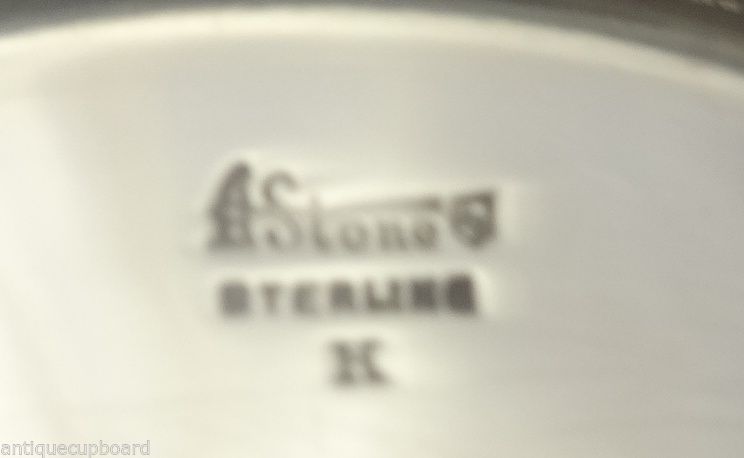 Stone
STERLING
K
antiquecupboard